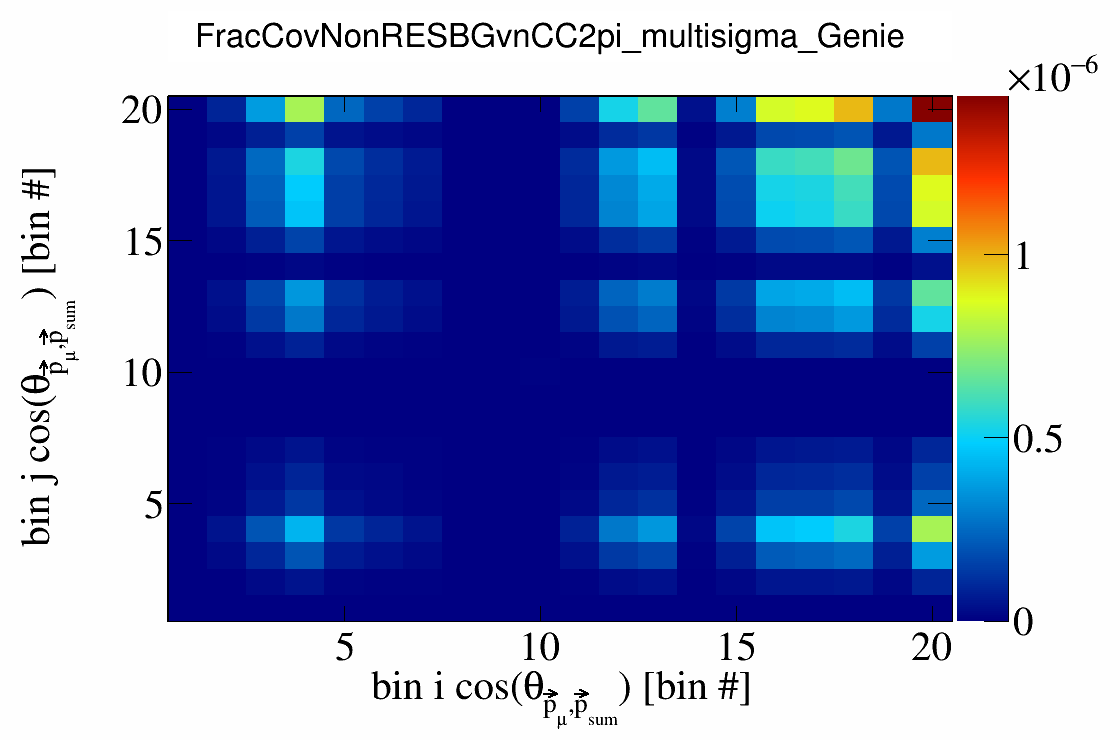 FracCovNonRESBGvnCC2pi_multisigma_Genie
×10⁻⁶
20
15
10
5
1
0.5
0
bin j cos(θ_{p⃗_μ,p⃗_sum}) [bin #]
5 10 15 20
bin i cos(θ_{p⃗_μ,p⃗_sum}) [bin #]